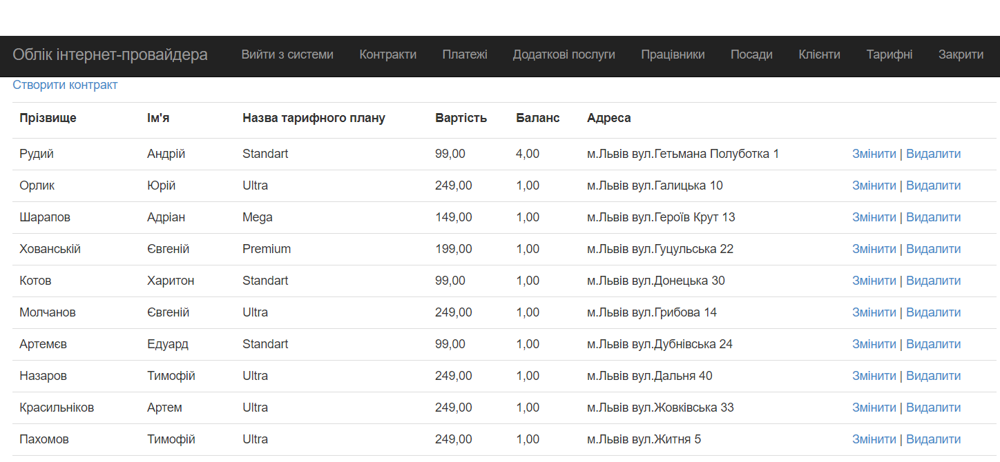 Облік інтернет-провайдера Вийти з системи Контракти Платежі Додаткові послуги Працівники Посади Клієнти Тарифні Закрити
Створити контракт
Прізвище Ім'я Назва тарифного плану Вартість Баланс Адреса
Рудий Андрій Standart 99,00 4,00 м.Львів вул.Гетьмана Полуботка 1 Змінити | Видалити
Орлик Юрій Ultra 249,00 1,00 м.Львів вул.Галицька 10 Змінити | Видалити
Шарапов Адріан Mega 149,00 1,00 м.Львів вул.Героїв Крут 13 Змінити | Видалити
Хованській Євгеній Premium 199,00 1,00 м.Львів вул.Гуцульська 22 Змінити | Видалити
Котов Харитон Standart 99,00 1,00 м.Львів вул.Донецька 30 Змінити | Видалити
Молчанов Євгеній Ultra 249,00 1,00 м.Львів вул.Грибова 14 Змінити | Видалити
Артемєв Едуард Standart 99,00 1,00 м.Львів вул.Дубнівська 24 Змінити | Видалити
Назаров Тимофій Ultra 249,00 1,00 м.Львів вул.Дальня 40 Змінити | Видалити
Красильніков Артем Ultra 249,00 1,00 м.Львів вул.Жовківська 33 Змінити | Видалити
Пахомов Тимофій Ultra 249,00 1,00 м.Львів вул.Житня 5 Змінити | Видалити